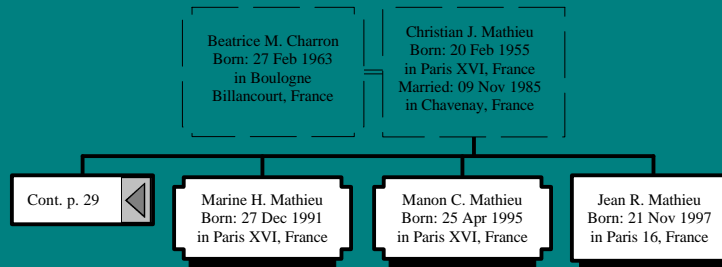 Beatrice M. Charron
Born: 27 Feb 1963
in Boulogne
Billancourt, France
Christian J. Mathieu
Born: 20 Feb 1955
in Paris XVI, France
Married: 09 Nov 1985
in Chavenay, France
Cont. p. 29
Marine H. Mathieu
Born: 27 Dec 1991
in Paris XVI, France
Manon C. Mathieu
Born: 25 Apr 1995
in Paris XVI, France
Jean R. Mathieu
Born: 21 Nov 1997
in Paris 16, France